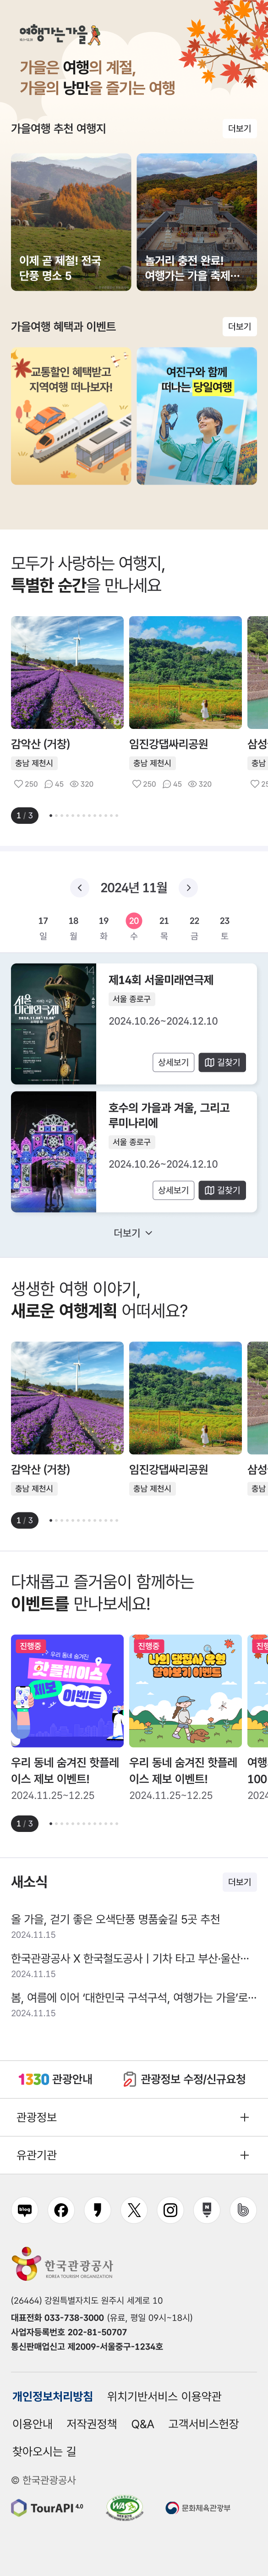 여행가는가을
가을은 여행의 계절,
가을의 낭만을 즐기는 여행
가을여행 추천 여행지
더보기
이제 곧 제철! 전국
단풍 명소 5
놀거리 충전 완료!
여행가는 가을 축제…
가을여행 혜택과 이벤트
더보기
교통할인 혜택받고
지역여행 떠나보자!
여진구와 함께
떠나는 당일여행
모두가 사랑하는 여행지,
특별한 순간을 만나세요
감악산 (거창)
충남 제천시
250 45 320
임진강댑싸리공원
충남 제천시
250 45 320
삼성
충남
1 / 3
2024년 11월
17 18 19 20 21 22 23
일 월 화 수 목 금 토
14
서울
미래연극제
제14회 서울미래연극제
서울 종로구
2024.10.26~2024.12.10
상세보기
길찾기
호수의 가을과 겨울, 그리고
루미나리에
서울 종로구
2024.10.26~2024.12.10
상세보기
길찾기
더보기
생생한 여행 이야기,
새로운 여행계획 어떠세요?
감악산 (거창)
충남 제천시
임진강댑싸리공원
충남 제천시
삼성
충남
1 / 3
다채롭고 즐거움이 함께하는
이벤트를 만나보세요!
진행중
우리 동네 숨겨진
핫플레이스
제보 이벤트!
우리 동네 숨겨진 핫플레
이스 제보 이벤트!
2024.11.25~12.25
진행중
나의 댕집사 유형
알아보기 이벤트
우리 동네 숨겨진 핫플레
이스 제보 이벤트!
2024.11.25~12.25
진행
여행
100
2024
1 / 3
새소식
더보기
올 가을, 걷기 좋은 오색단풍 명품숲길 5곳 추천
2024.11.15
한국관광공사 X 한국철도공사 | 기차 타고 부산·울산…
2024.11.15
봄, 여름에 이어 ‘대한민국 구석구석, 여행가는 가을’로…
2024.11.15
1330 관광안내
관광정보 수정/신규요청
관광정보
유관기관
blog
한국관광공사
KOREA TOURISM ORGANIZATION
(26464) 강원특별자치도 원주시 세계로 10
대표전화 033-738-3000 (유료, 평일 09시~18시)
사업자등록번호 202-81-50707
통신판매업신고 제2009-서울중구-1234호
개인정보처리방침
위치기반서비스 이용약관
이용안내
저작권정책
Q&A
고객서비스헌장
찾아오시는 길
© 한국관광공사
TourAPI 4.0
WA
문화체육관광부